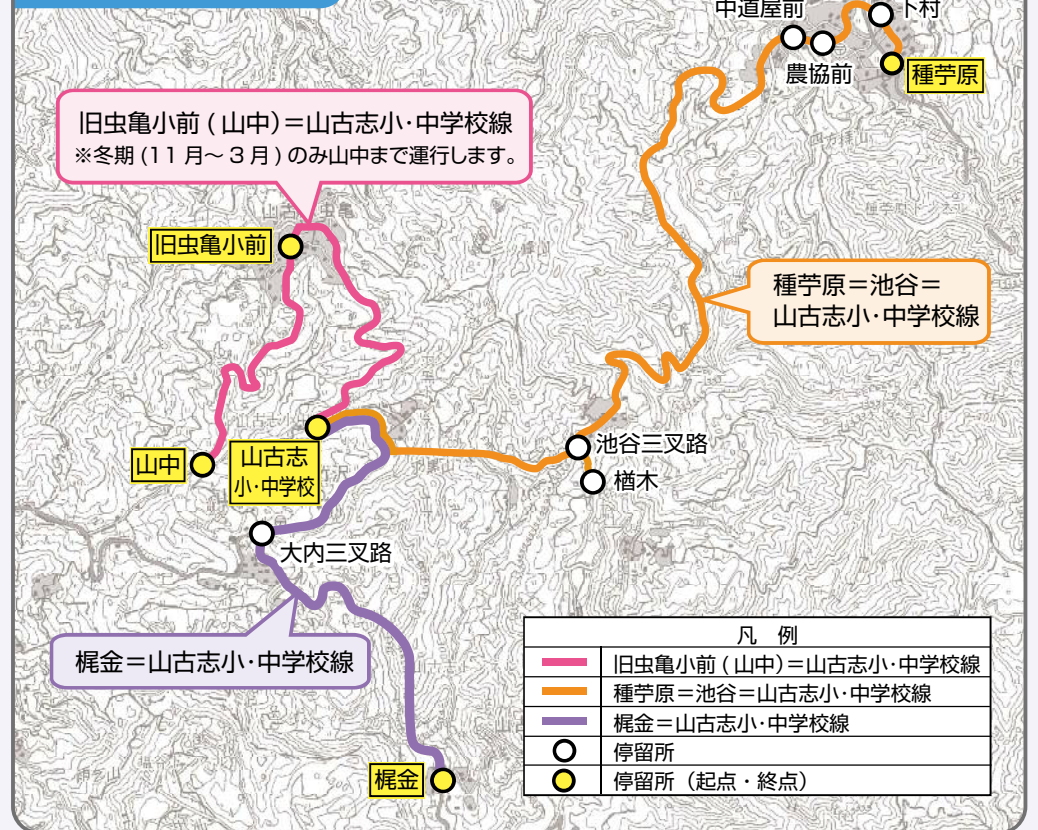 中道屋前
下村
農協前
種苧原
旧虫亀小前 ( 山中)＝山古志小・中学校線
※冬期 (11 月〜 3 月 ) のみ山中まで運行します。
旧虫亀小前
種苧原＝池谷＝
山古志小・中学校線
池谷三叉路
楢木
山中
山古志
小・中学校
大内三叉路
梶金＝山古志小・中学校線
梶金
凡　例
旧虫亀小前 ( 山中)＝山古志小・中学校線
種苧原＝池谷＝山古志小・中学校線
梶金＝山古志小・中学校線
停留所
停留所（起点・終点）